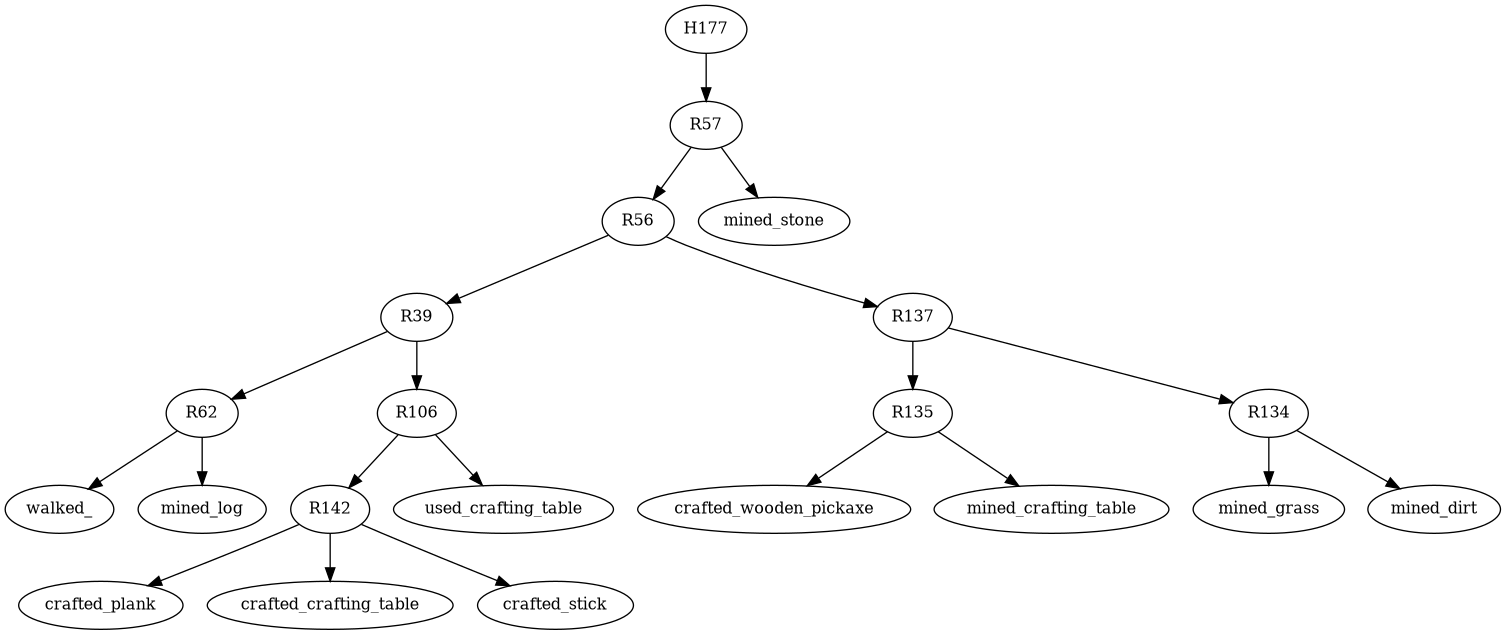 H177
R57
R56
mined_stone
R39
R137
R62
R106
R135
R134
walked_
mined_log
R142
used_crafting_table
crafted_wooden_pickaxe
mined_crafting_table
mined_grass
mined_dirt
crafted_plank
crafted_crafting_table
crafted_stick